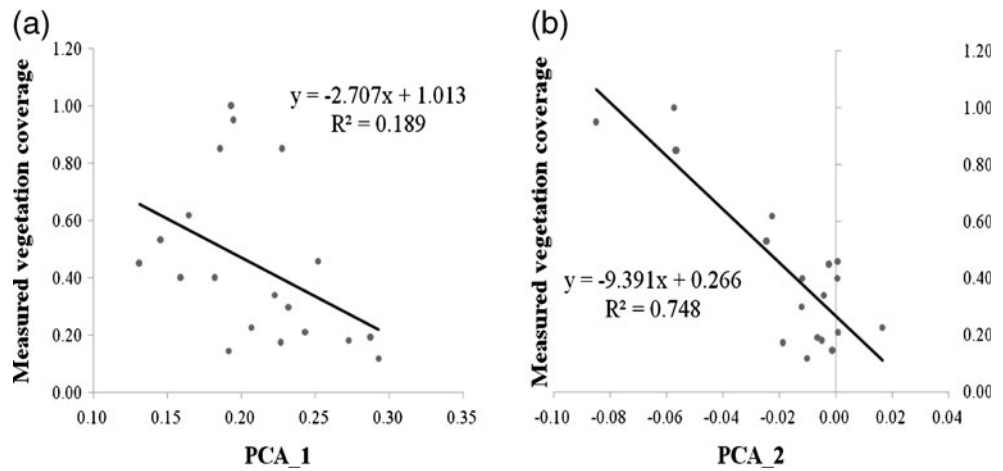 (a)
1.20
1.00
0.80
0.60
0.40
0.20
0.00
Measured vegetation coverage
y = -2.707x + 1.013
R² = 0.189
0.10 0.15 0.20 0.25 0.30 0.35
PCA_1
(b)
Measured vegetation coverage
y = -9.391x + 0.266
R² = 0.748
1.20
1.00
0.80
0.60
0.40
0.20
0.00
-0.10 -0.08 -0.06 -0.04 -0.02 0.00 0.02 0.04
PCA_2